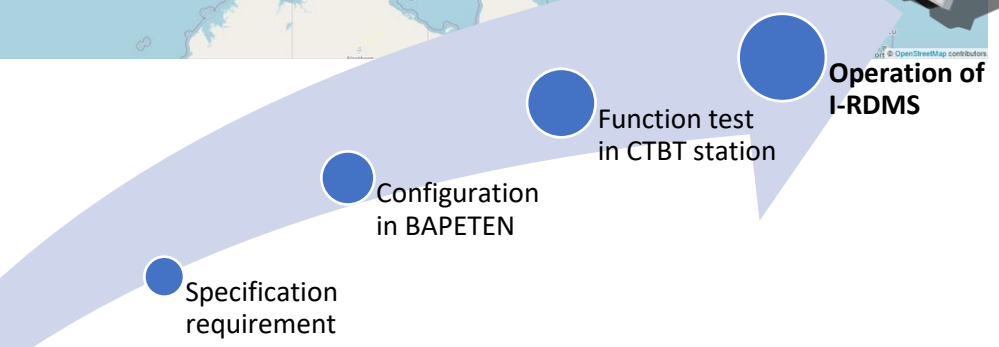 © OpenStreetMap contributors
Operation of
I-RDMS
Function test
in CTBT station
Configuration
in BAPETEN
Specification
requirement